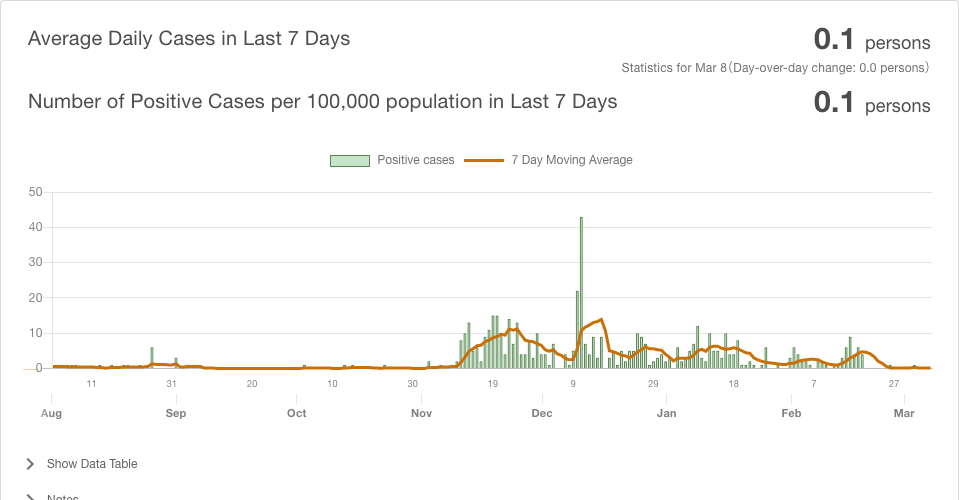 Average Daily Cases in Last 7 Days
0.1 persons
Statistics for Mar 8(Day-over-day change: 0.0 persons)
Number of Positive Cases per 100,000 population in Last 7 Days
0.1 persons
Positive cases 7 Day Moving Average
50
40
30
20
10
0
11 31 20 10 30 19 9 29 18 7 27
Aug Sep Oct Nov Dec Jan Feb Mar
Show Data Table
Notes